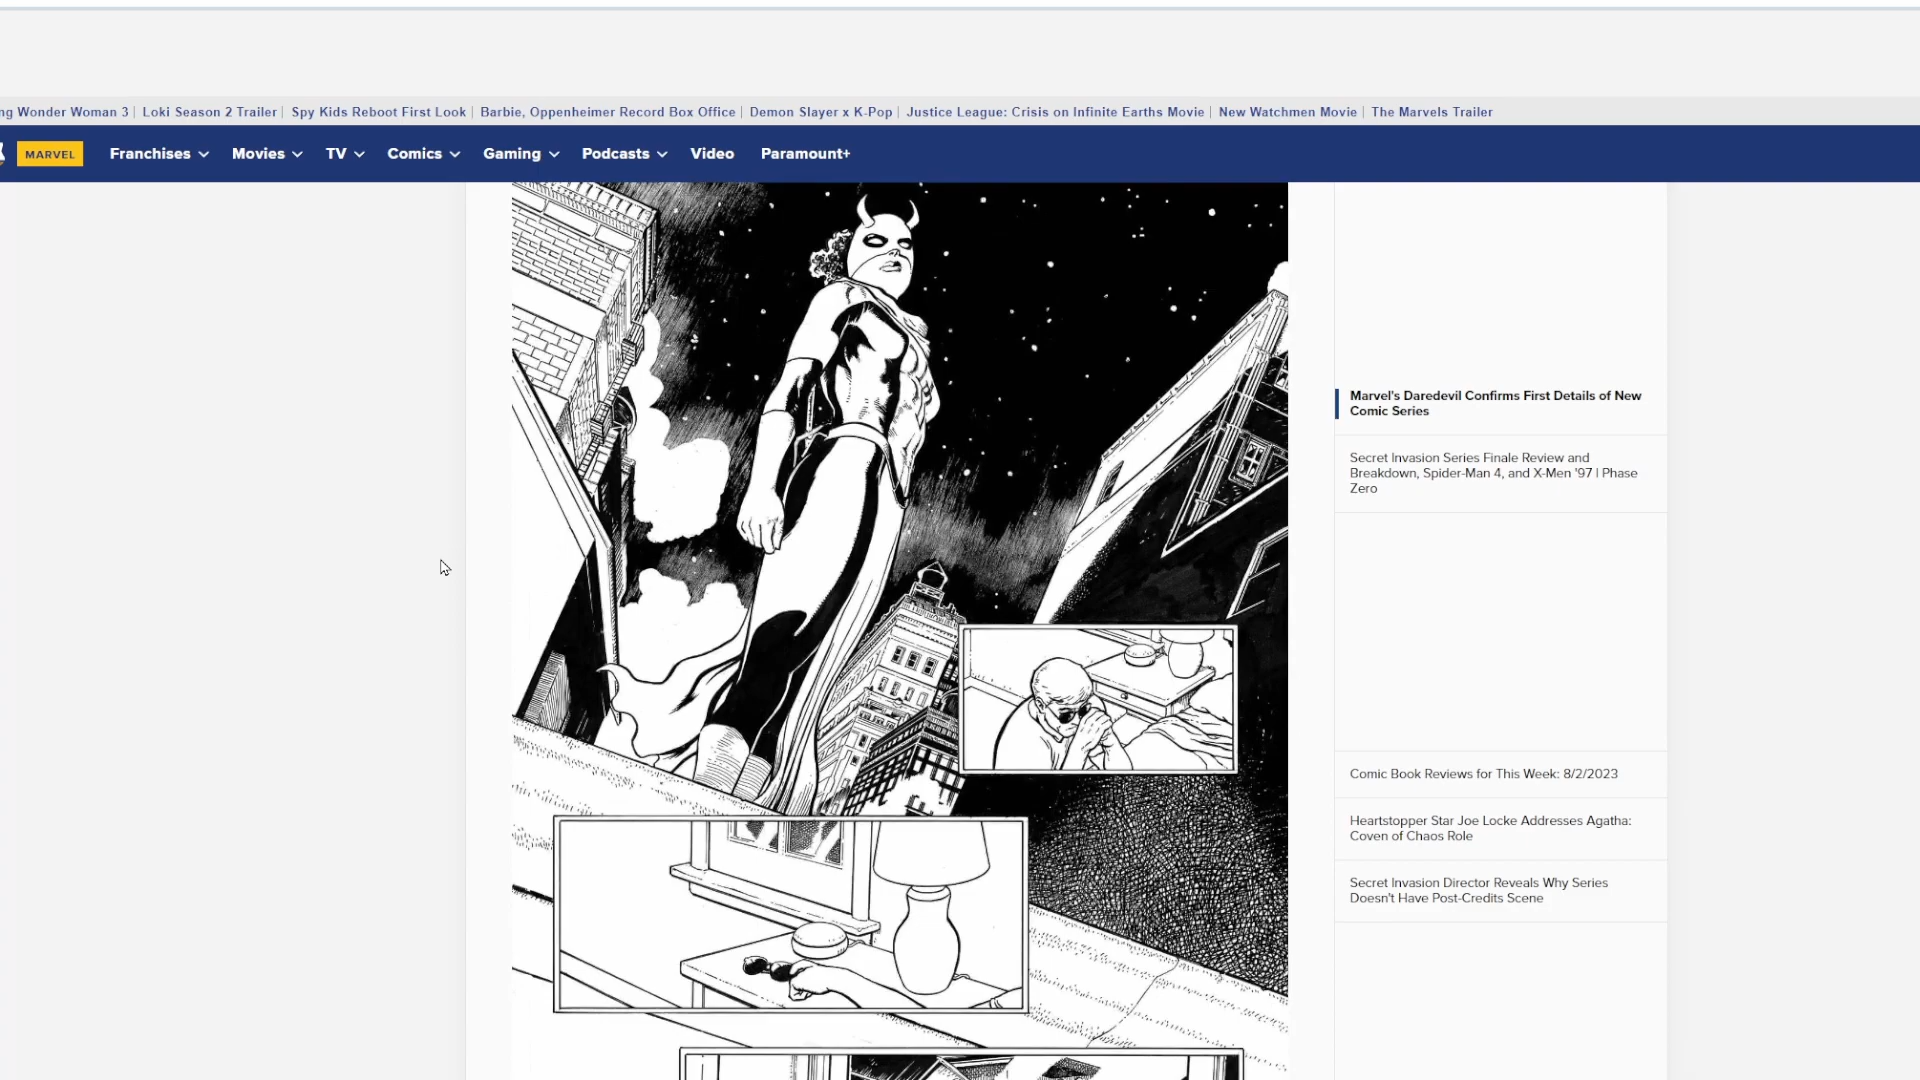 ng Wonder Woman 3 | Loki Season 2 Trailer | Spy Kids Reboot First Look | Barbie, Oppenheimer Record Box Office | Demon Slayer x K-Pop | Justice League: Crisis on Infinite Earths Movie | New Watchmen Movie | The Marvels Trailer
MARVEL Franchises Movies TV Comics Gaming Podcasts Video Paramount+
Marvel's Daredevil Confirms First Details of New
Comic Series
Secret Invasion Series Finale Review and
Breakdown, Spider-Man 4, and X-Men '97 | Phase
Zero
Comic Book Reviews for This Week: 8/2/2023
Heartstopper Star Joe Locke Addresses Agatha:
Coven of Chaos Role
Secret Invasion Director Reveals Why Series
Doesn't Have Post-Credits Scene